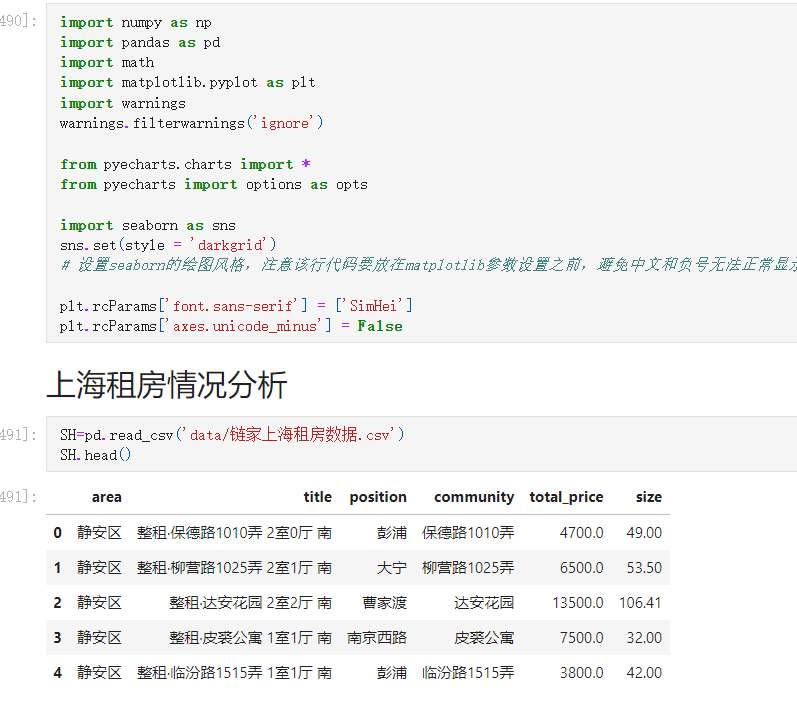 490]:
import numpy as np
import pandas as pd
import math
import matplotlib.pyplot as plt
import warnings
warnings.filterwarnings('ignore')
from pyecharts.charts import *
from pyecharts import options as opts
import seaborn as sns
sns.set(style = 'darkgrid')
# 设置seaborn的绘图风格，注意该行代码要放在matplotlib参数设置之前，避免中文和负号无法正常显示
plt.rcParams['font.sans-serif'] = ['SimHei']
plt.rcParams['axes.unicode_minus'] = False
上海租房情况分析
491]:
SH=pd.read_csv('data/链家上海租房数据.csv')
SH.head()
491]:
area title position community total_price size
0 静安区 整租·保德路1010弄 2室0厅 南 彭浦 保德路1010弄 4700.0 49.00
1 静安区 整租·柳营路1025弄 2室1厅 南 大宁 柳营路1025弄 6500.0 53.50
2 静安区 整租·达安花园 2室2厅 南 曹家渡 达安花园 13500.0 106.41
3 静安区 整租·皮裘公寓 1室1厅 南 南京西路 皮裘公寓 7500.0 32.00
4 静安区 整租·临汾路1515弄 1室1厅 南 彭浦 临汾路1515弄 3800.0 42.00